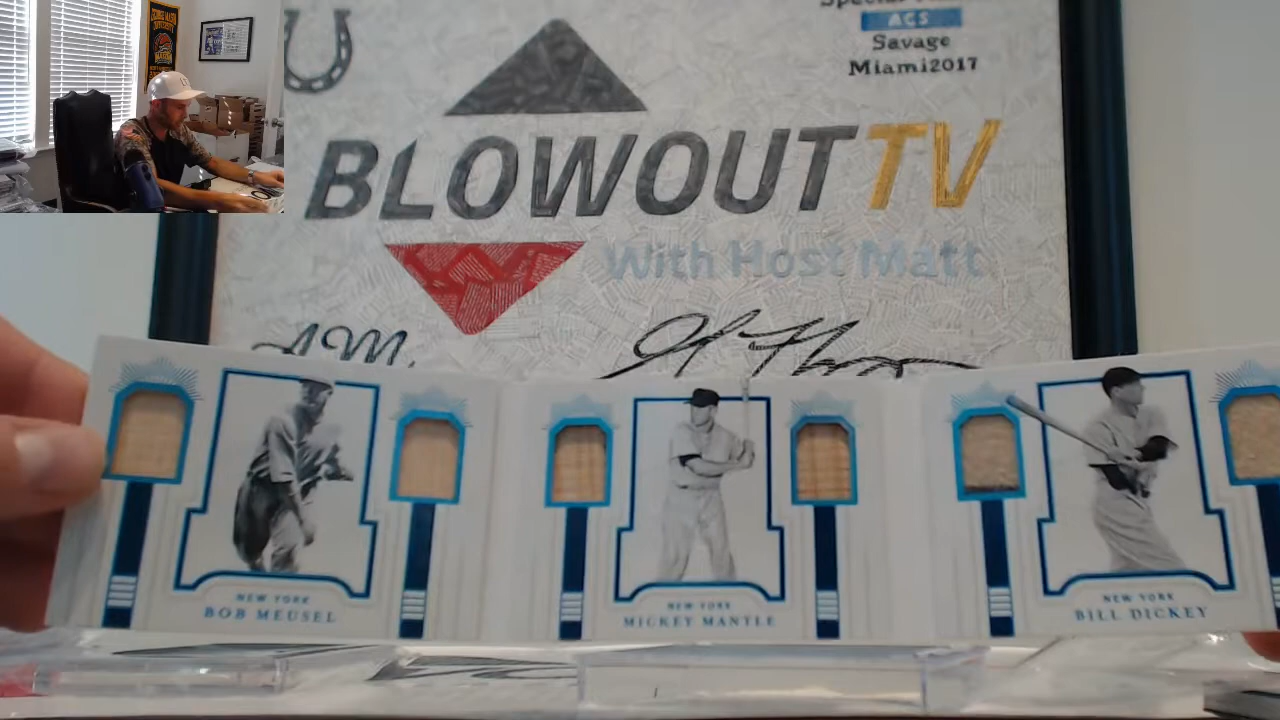 ACS
Savage
Miami2017
BLOWOUT TV
With Host Matt
NEW YORK
BOB MEUSEL
NEW YORK
MICKEY MANTLE
NEW YORK
BILL DICKEY